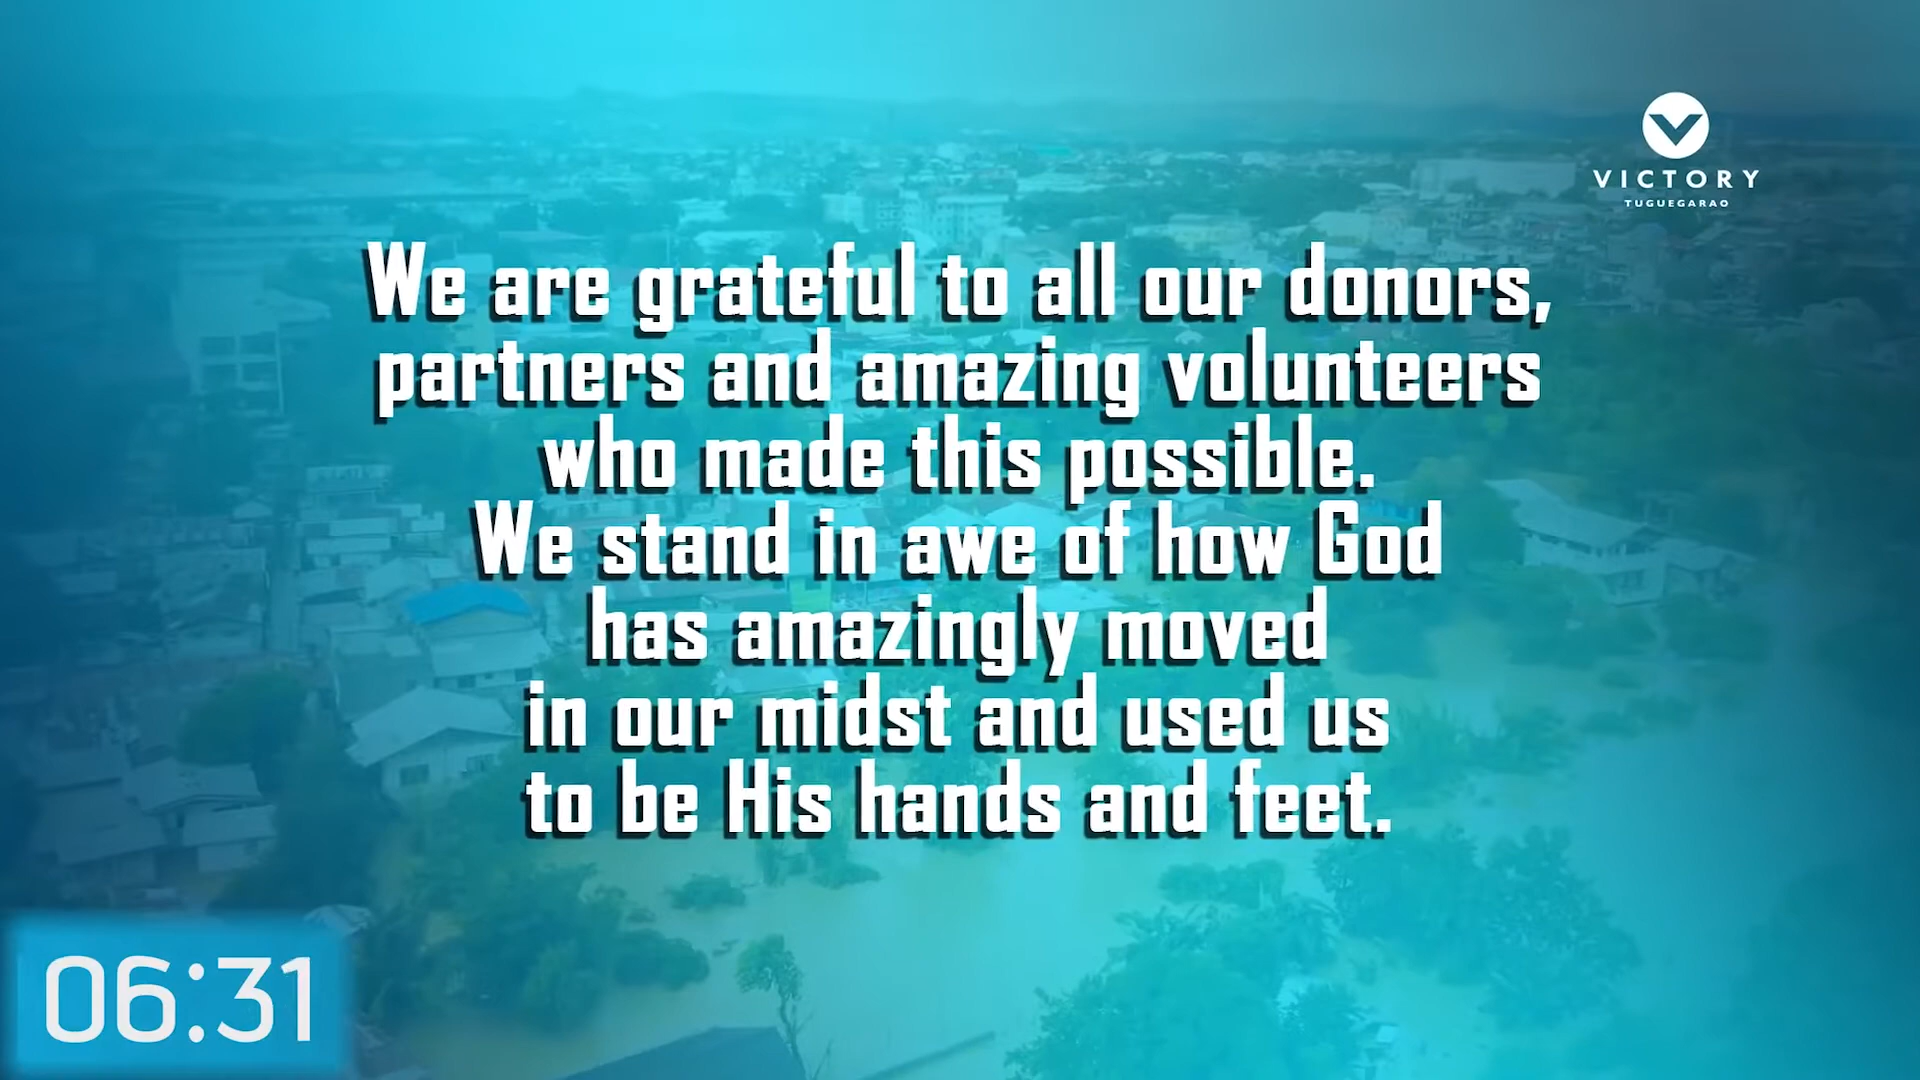 VICTORY
TUGUEGARAO
We are grateful to all our donors,
partners and amazing volunteers
who made this possible.
We stand in awe of how God
has amazingly moved
in our midst and used us
to be His hands and feet.
06:31